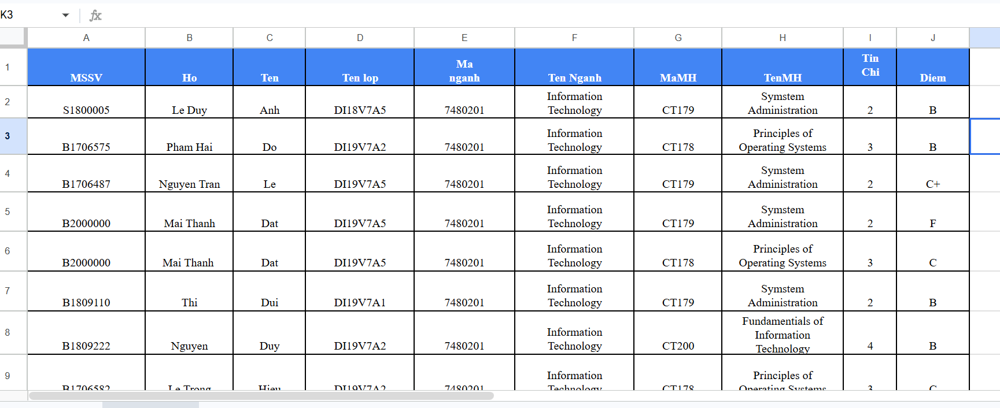 K3 fx
A B C D E F G H I J
1 MSSV Ho Ten Ten lop Ma nganh Ten Nganh MaMH TenMH Tin Chi Diem
2 S1800005 Le Duy Anh DI18V7A5 7480201 Information Technology CT179 Symstem Administration 2 B
3 B1706575 Pham Hai Do DI19V7A2 7480201 Information Technology CT178 Principles of Operating Systems 3 B
4 B1706487 Nguyen Tran Le DI19V7A5 7480201 Information Technology CT179 Symstem Administration 2 C+
5 B2000000 Mai Thanh Dat DI19V7A5 7480201 Information Technology CT179 Symstem Administration 2 F
6 B2000000 Mai Thanh Dat DI19V7A5 7480201 Information Technology CT178 Principles of Operating Systems 3 C
7 B1809110 Thi Dui DI19V7A1 7480201 Information Technology CT179 Symstem Administration 2 B
8 B1809222 Nguyen Duy DI19V7A2 7480201 Information Technology CT200 Fundamentials of Information Technology 4 B
9 B1706582 Le Trong Hieu DI19V7A2 7480201 Information Technology CT178 Principles of Operating Systems 3 C